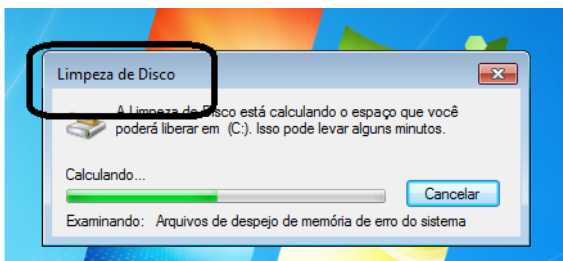 Limpeza de Disco
A Limpeza de Disco está calculando o espaço que você
poderá liberar em (C:). Isso pode levar alguns minutos.
Calculando...
Cancelar
Examinando: Arquivos de despejo de memória de erro do sistema